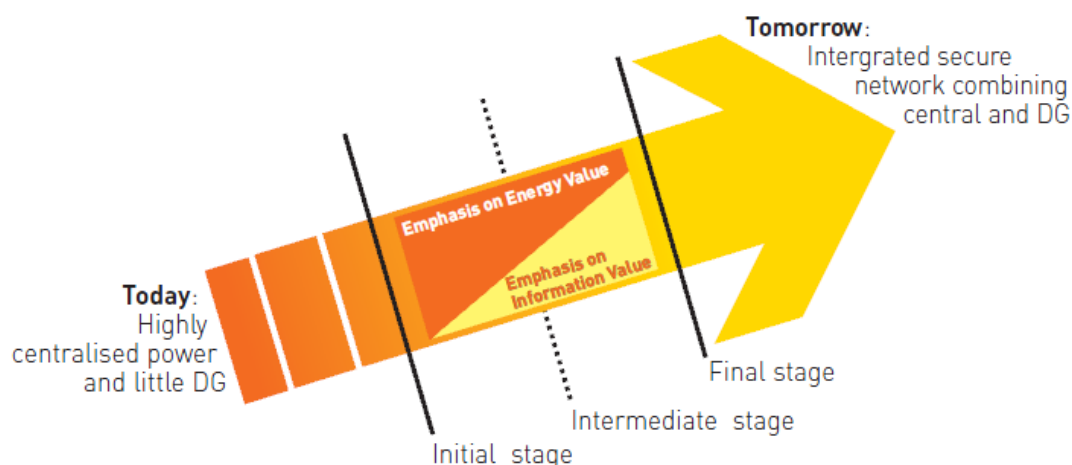 Tomorrow:
Intergrated secure
network combining
central and DG
Emphasis on Energy Value
Emphasis on
Information Value
Today:
Highly
centralised power
and little DG
Final stage
Intermediate stage
Initial stage